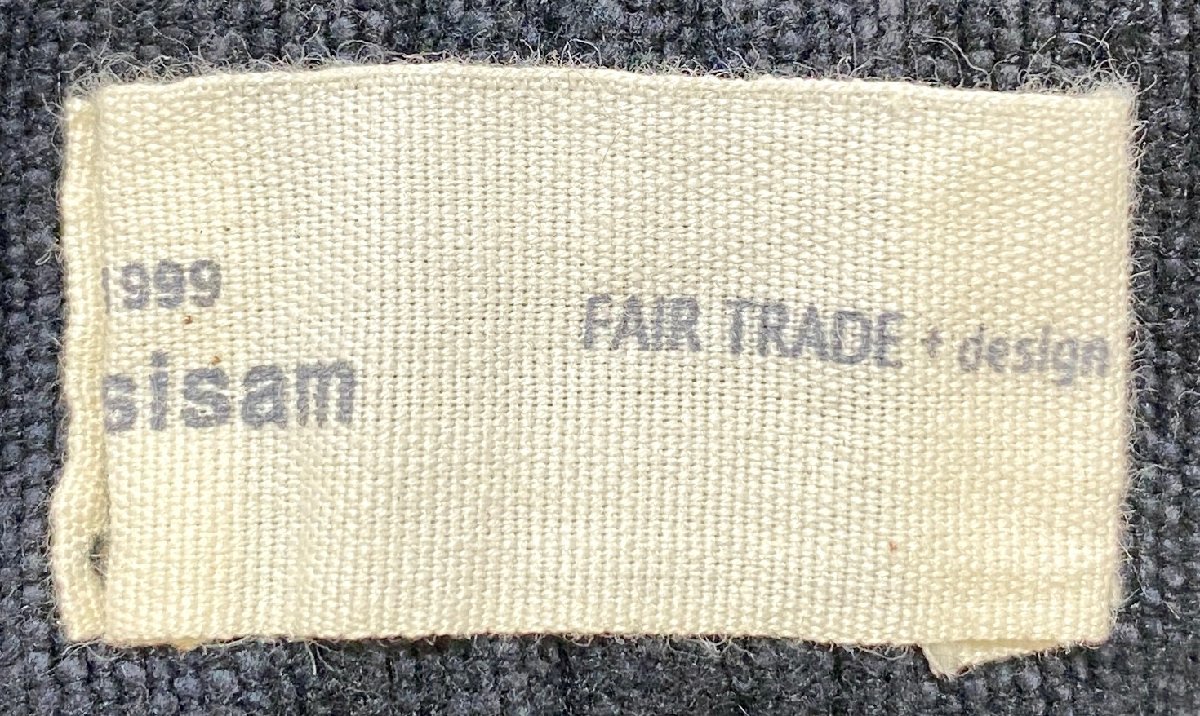 1999
sisam
FAIR TRADE + design